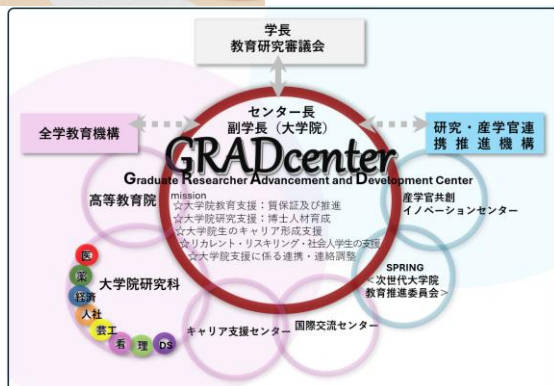 学長
教育研究審議会
センター長
副学長（大学院）
全学教育機構
研究・産学官連
携推進機構
GRADcenter
Graduate Researcher Advancement and Development Center
高等教育院
mission
☆大学院教育支援：質保証及び推進
☆大学院研究支援：博士人材育成
☆大学院生のキャリア形成支援
☆リカレント・リスキリング・社会人学生の支援
☆大学院支援に係る連携・連絡調整
産学官共創
イノベーションセンター
大学院研究科
医
薬
経済
人社
芸工
看
理
DS
SPRING
＜次世代大学院
教育推進委員会＞
キャリア支援センター
国際交流センター